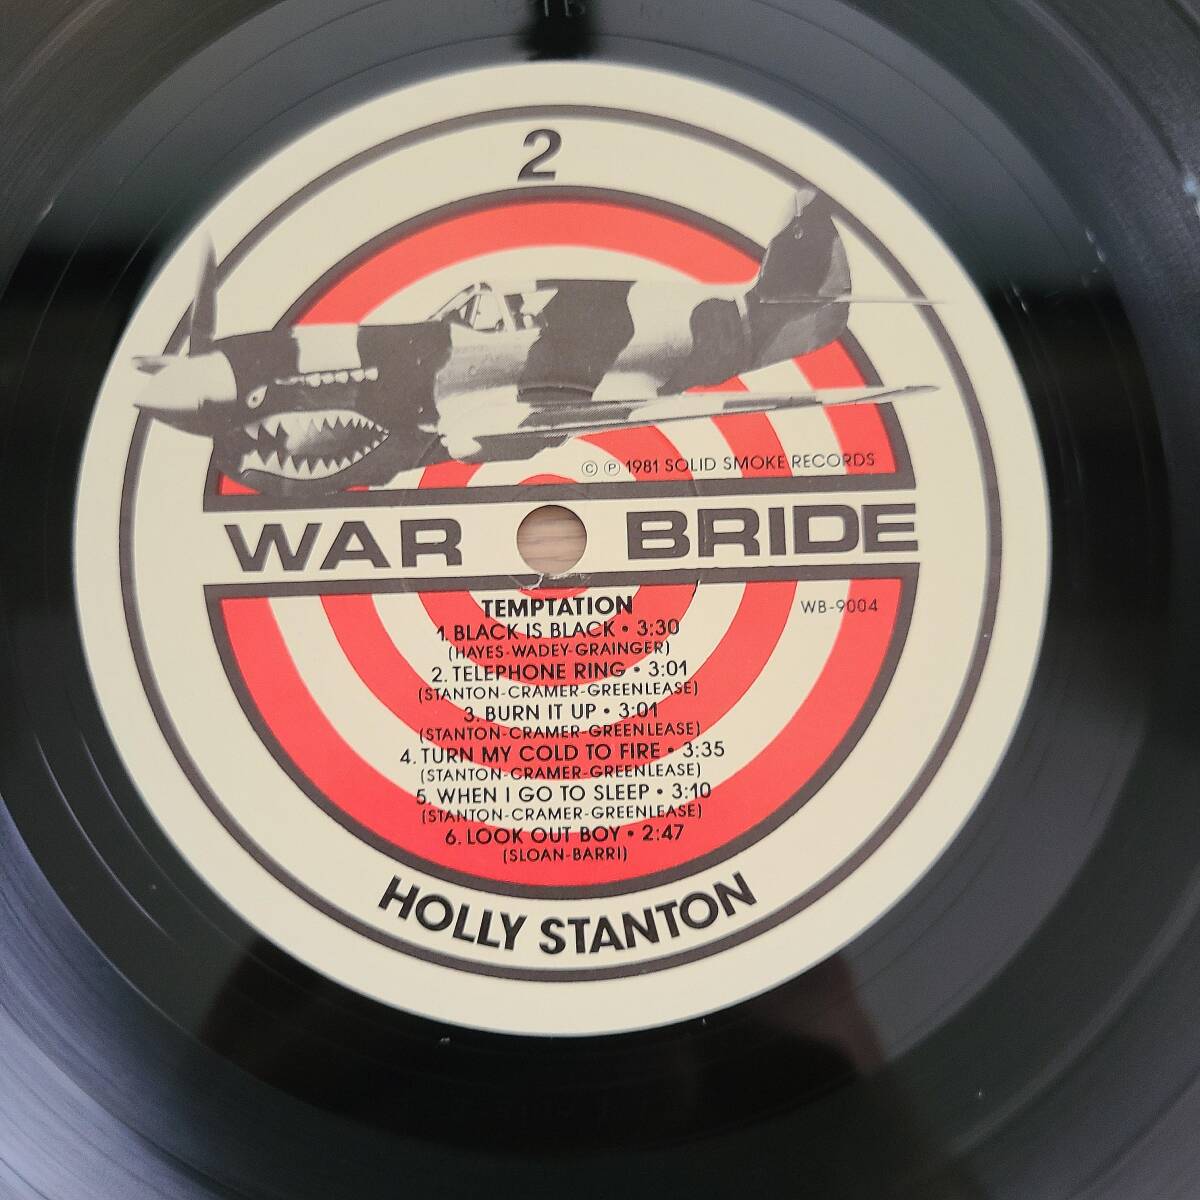 2
© ℗ 1981 SOLID SMOKE RECORDS
WAR BRIDE
TEMPTATION
WB-9004
1. BLACK IS BLACK • 3:30
(HAYES-WADEY-GRAINGER)
2. TELEPHONE RING • 3:01
(STANTON-CRAMER-GREENLEASE)
3. BURN IT UP • 3:01
(STANTON-CRAMER-GREENLEASE)
4. TURN MY COLD TO FIRE • 3:35
(STANTON-CRAMER-GREENLEASE)
5. WHEN I GO TO SLEEP • 3:10
(STANTON-CRAMER-GREENLEASE)
6. LOOK OUT BOY • 2:47
(SLOAN-BARRI)
HOLLY STANTON